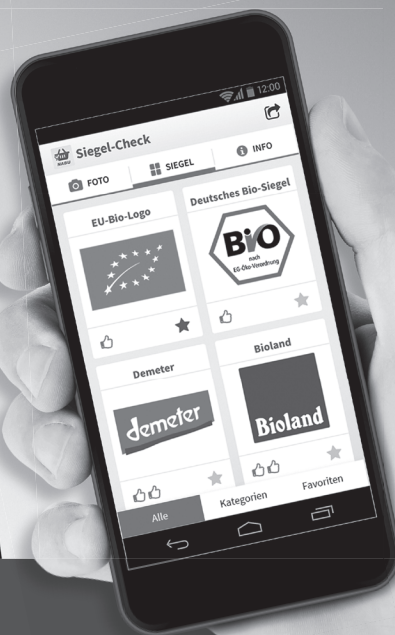 12:00
NABU
Siegel-Check
FOTO
SIEGEL
INFO
EU-Bio-Logo
Deutsches Bio-Siegel
Bio
nach
EG-Öko-Verordnung
Demeter
Bioland
demeter
Bioland
Alle
Kategorien
Favoriten